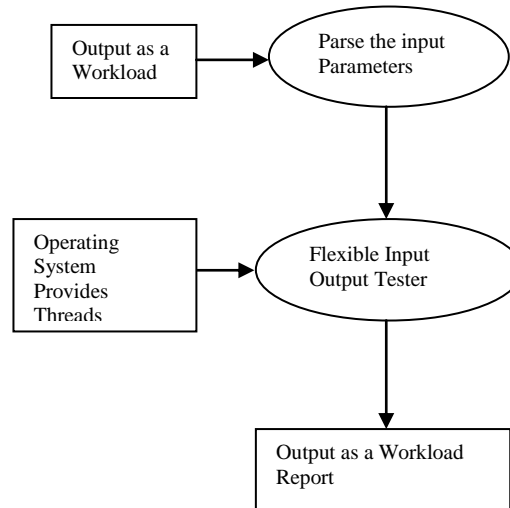 Output as a
Workload
Parse the input
Parameters
Operating
System
Provides
Threads
Flexible Input
Output Tester
Output as a Workload
Report